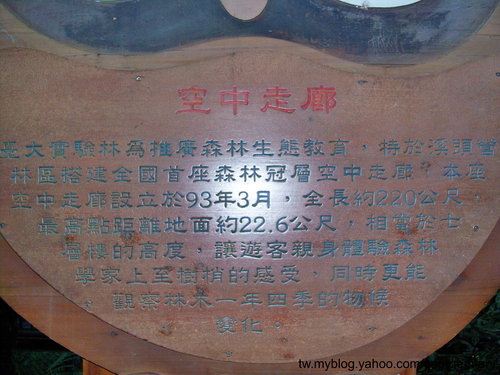 空中走廊
臺大實驗林為推廣森林生態教育，特於溪頭營
林區搭建全國首座森林冠層空中走廊，本座
空中走廊設立於93年3月，全長約220公尺，
最高點距離地面約22.6公尺，相當於七
層樓的高度，讓遊客親身體驗森林
學家上至樹梢的感受，同時更能
觀察林木一年四季的物候
變化。